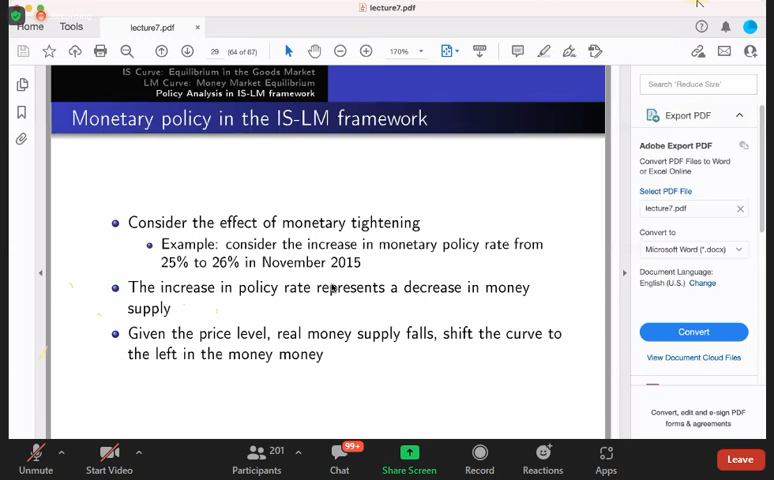 lecture7.pdf
Home
Tools
lecture7.pdf
29
(64 of 67)
170%
IS Curve: Equilibrium in the Goods Market
LM Curve: Money Market Equilibrium
Policy Analysis in IS-LM framework
Monetary policy in the IS-LM framework
Consider the effect of monetary tightening
Example: consider the increase in monetary policy rate from
25% to 26% in November 2015
The increase in policy rate represents a decrease in money
supply
Given the price level, real money supply falls, shift the curve to
the left in the money money
Search 'Reduce Size'
Export PDF
Adobe Export PDF
Convert PDF Files to Word
or Excel Online
Select PDF File
lecture7.pdf
Convert to
Microsoft Word (*.docx)
Document Language:
English (U.S.) Change
Convert
View Document Cloud Files
Convert, edit and e-sign PDF
forms & agreements
201
99+
Unmute
Start Video
Participants
Chat
Share Screen
Record
Reactions
Apps
Leave